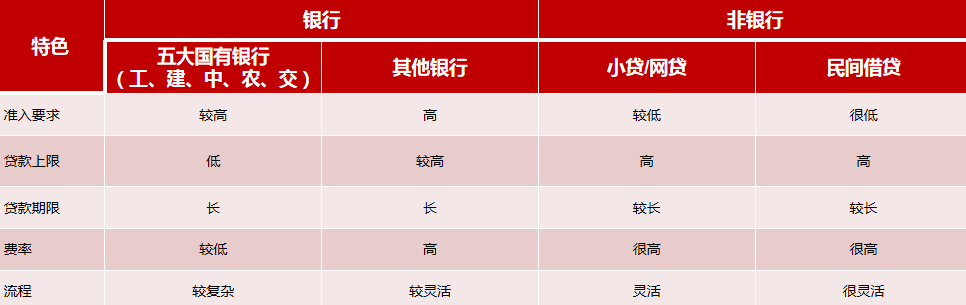 特色
银行
非银行
五大国有银行
（工、建、中、农、交）
其他银行
小贷/网贷
民间借贷
准入要求
较高
高
较低
很低
贷款上限
低
较高
高
高
贷款期限
长
长
较长
较长
费率
较低
高
很高
很高
流程
较复杂
较灵活
灵活
很灵活